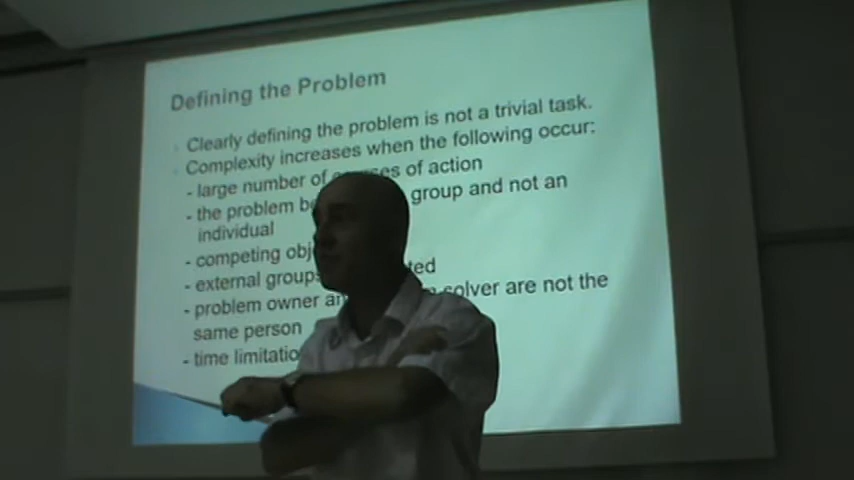 Defining the Problem
Clearly defining the problem is not a trivial task.
Complexity increases when the following occur:
- large number of of action
- the problem group and not an
individual
- competing
- external groups
- problem owner solver are not the
same person
- time